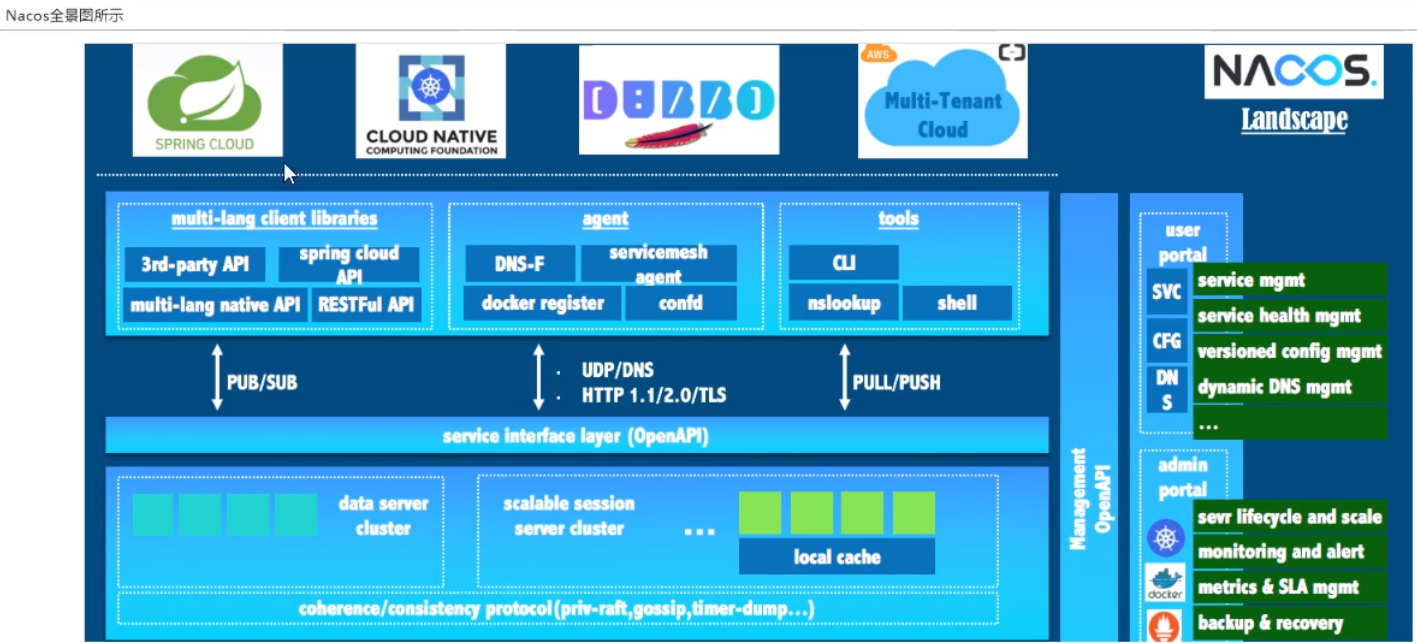 Nacos全景图所示
SPRING CLOUD
CLOUD NATIVE
COMPUTING FOUNDATION
DUBBO
AWS
Multi-Tenant
Cloud
NACOS.
Landscape
multi-lang client libraries
3rd-party API
spring cloud
API
multi-lang native API
RESTFul API
agent
DNS-F
servicemesh
agent
docker register
confd
tools
CLI
nslookup
shell
PUB/SUB
· UDP/DNS
· HTTP 1.1/2.0/TLS
PULL/PUSH
service interface layer (OpenAPI)
data server
cluster
scalable session
server cluster
...
local cache
coherence/consistency protocol(priv-raft,gossip,timer-dump...)
Management
OpenAPI
user
portal
SVC
CFG
DN
S
service mgmt
service health mgmt
versioned config mgmt
dynamic DNS mgmt
...
admin
portal
docker
sevr lifecycle and scale
monitoring and alert
metrics & SLA mgmt
backup & recovery